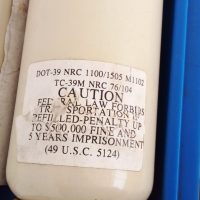 DOT-39 NRC 1100/1505 M1102
TC-39M NRC 76/104
CAUTION
FEDERAL LAW FORBIDS
TRANSPORTATION IF
REFILLED-PENALTY UP
TO $500,000 FINE AND
5 YEARS IMPRISONMENT
(49 U.S.C. 5124)